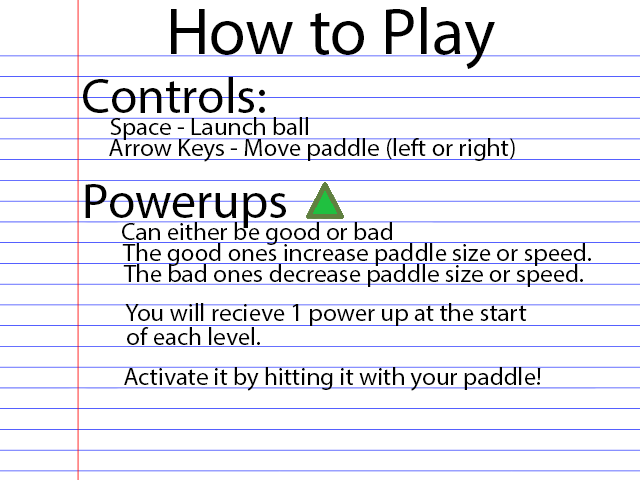 How to Play
Controls:
Space - Launch ball
Arrow Keys - Move paddle (left or right)
Powerups
Can either be good or bad
The good ones increase paddle size or speed.
The bad ones decrease paddle size or speed.
You will recieve 1 power up at the start
of each level.
Activate it by hitting it with your paddle!